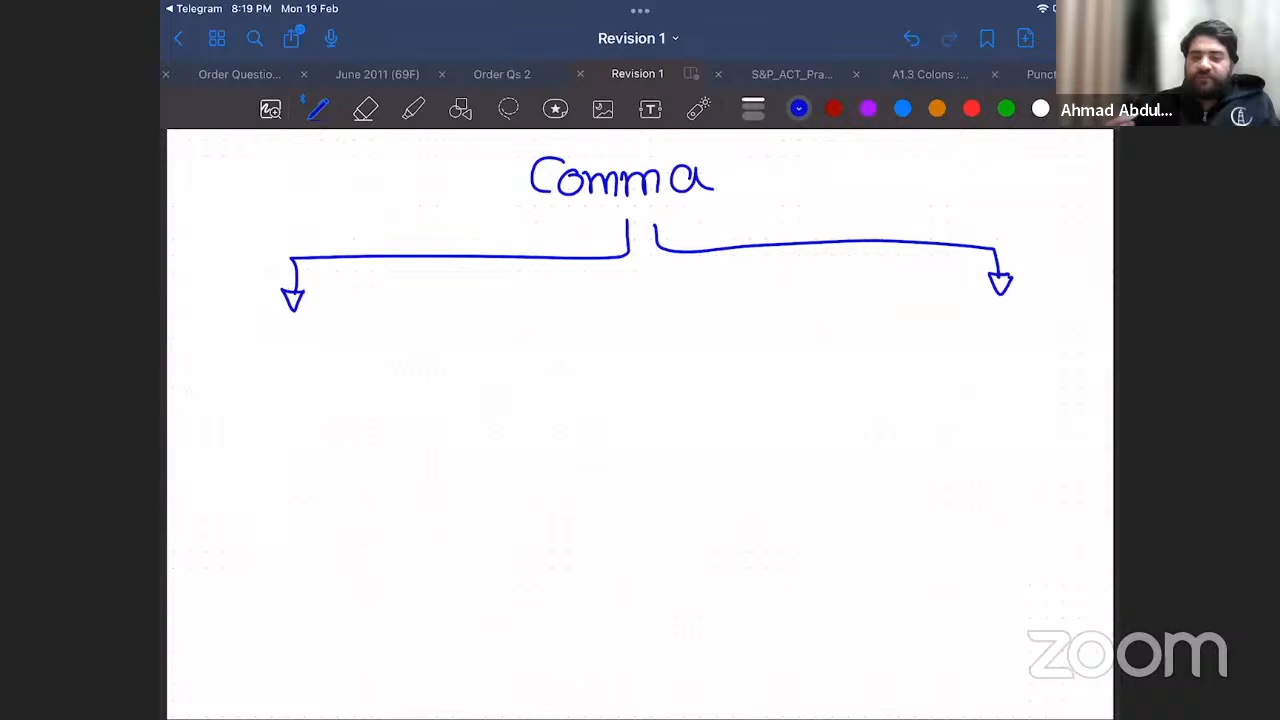 Telegram 8:19 PM Mon 19 Feb
Revision 1
Order Questio... June 2011 (69F) Order Qs 2 Revision 1 S&P_ACT_Pra... A1.3 Colons :... Punct
Ahmad Abdul...
Comma
zoom